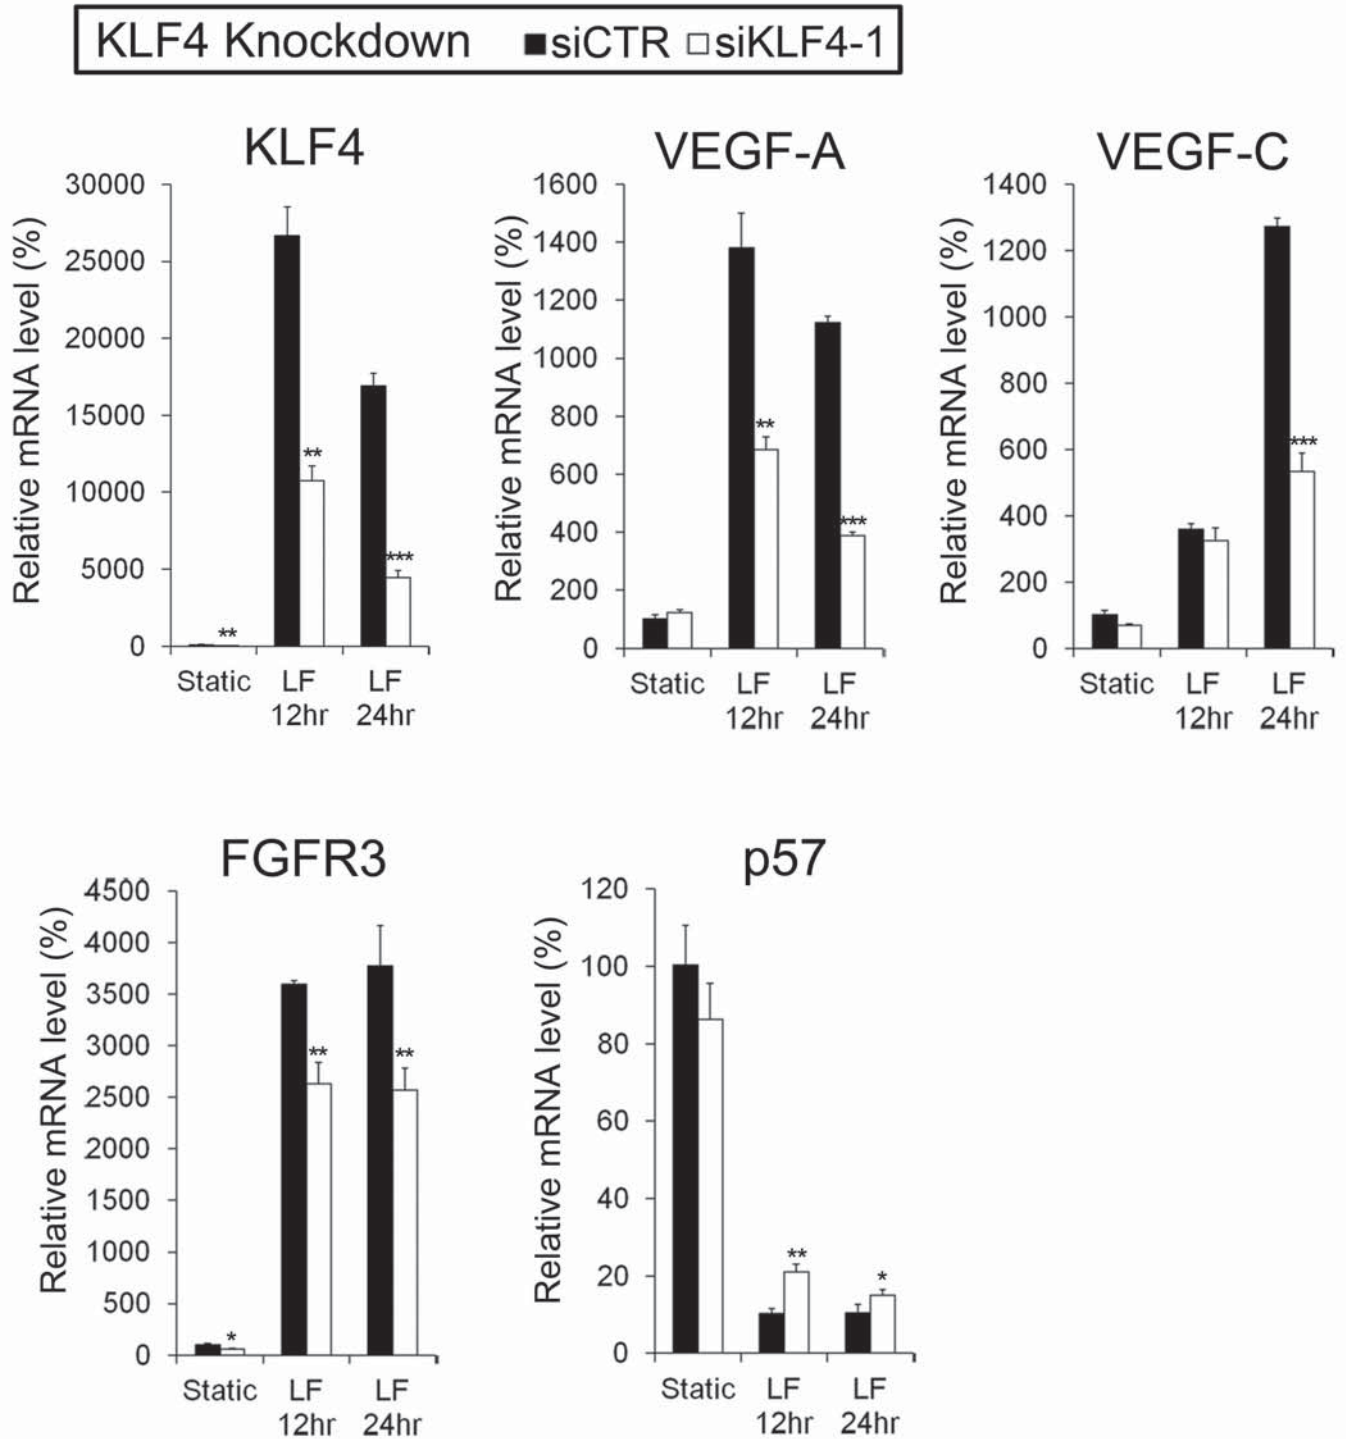 KLF4 Knockdown ■siCTR □siKLF4-1
KLF4
Relative mRNA level (%)
30000
25000
20000
15000
10000
5000
0
**
**
***
Static
LF
12hr
LF
24hr
VEGF-A
Relative mRNA level (%)
1600
1400
1200
1000
800
600
400
200
0
**
***
Static
LF
12hr
LF
24hr
VEGF-C
Relative mRNA level (%)
1400
1200
1000
800
600
400
200
0
***
Static
LF
12hr
LF
24hr
FGFR3
Relative mRNA level (%)
4500
4000
3500
3000
2500
2000
1500
1000
500
0
*
**
**
Static
LF
12hr
LF
24hr
p57
Relative mRNA level (%)
120
100
80
60
40
20
0
**
*
Static
LF
12hr
LF
24hr